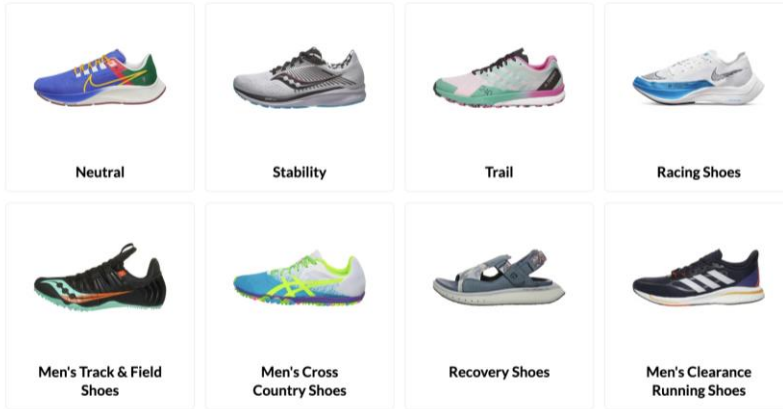 Neutral
Stability
Trail
Racing Shoes
Men's Track & Field
Shoes
Men's Cross
Country Shoes
Recovery Shoes
Men's Clearance
Running Shoes